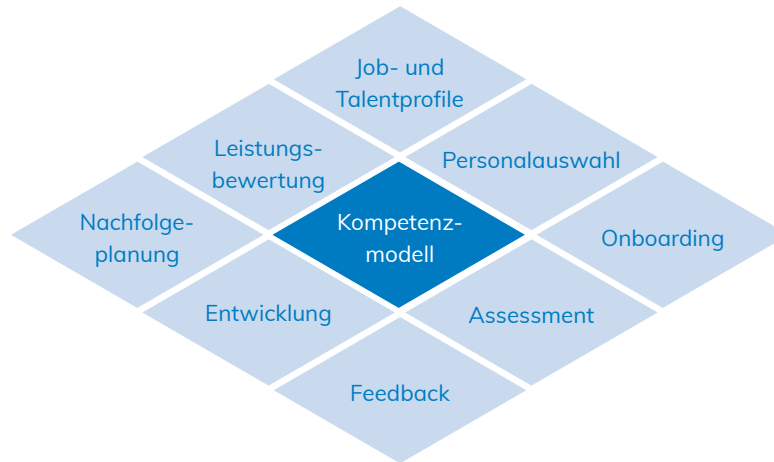 Job- und
Talentprofile
Leistungs-
bewertung
Personalauswahl
Nachfolge-
planung
Kompetenz-
modell
Onboarding
Entwicklung
Assessment
Feedback